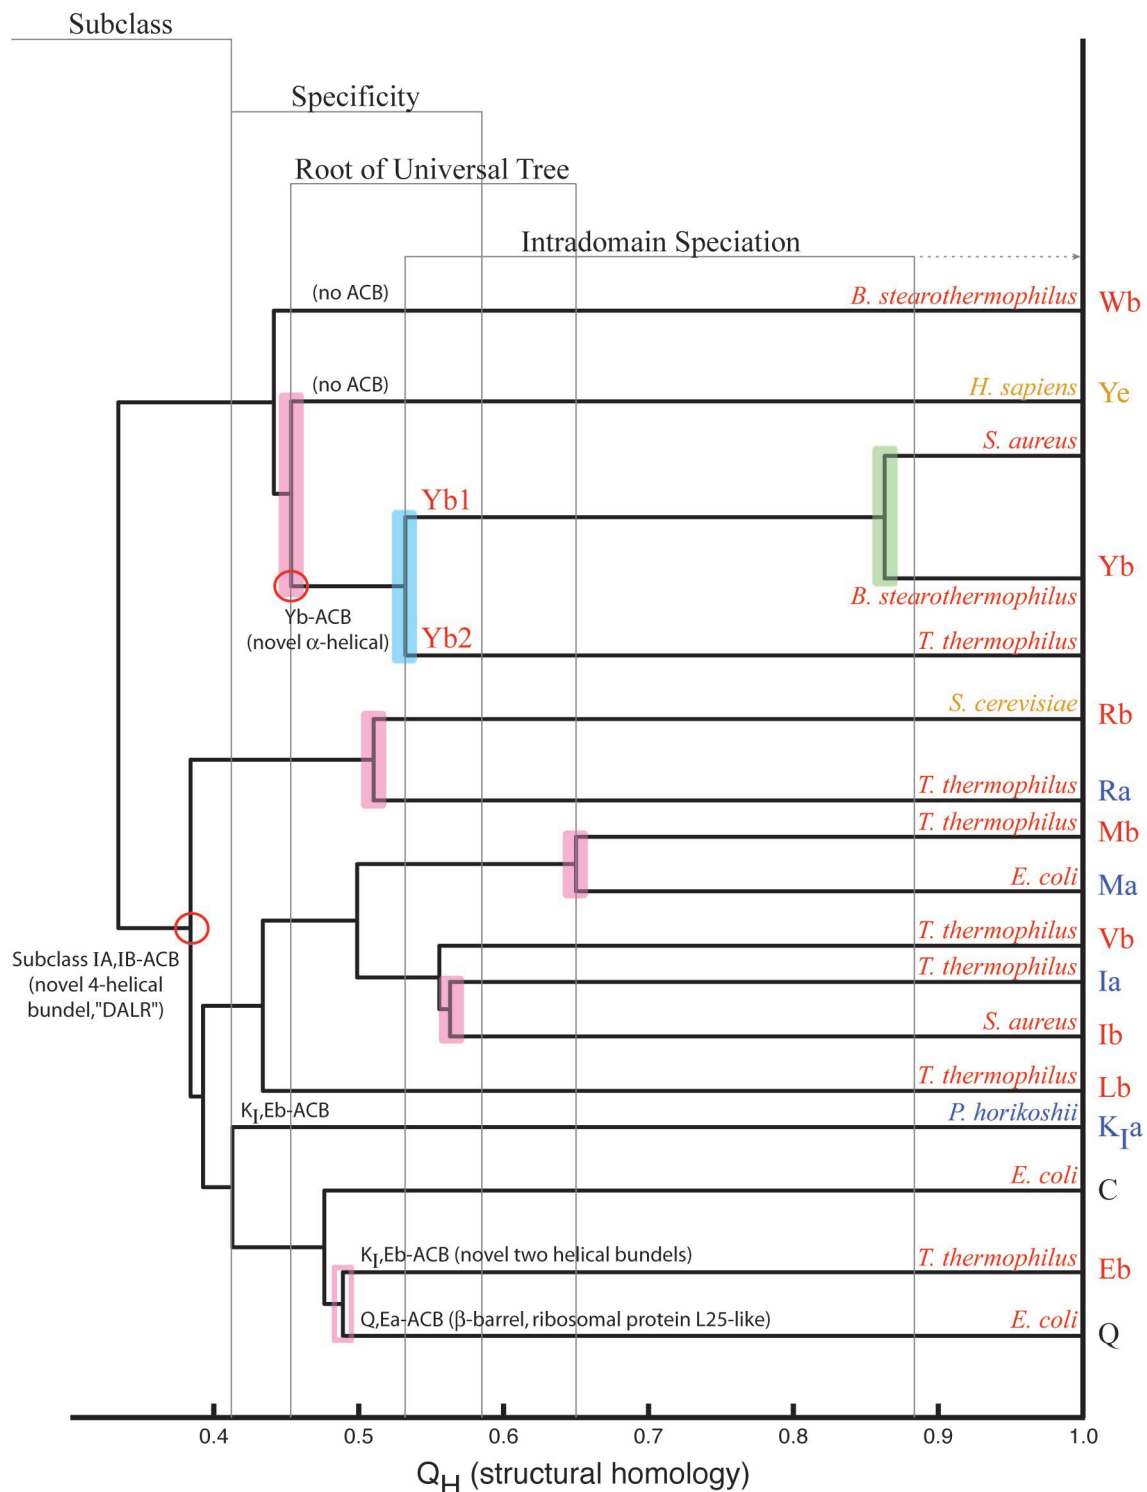 Subclass
Specificity
Root of Universal Tree
Intradomain Speciation
(no ACB)
B. stearothermophilus
Wb
(no ACB)
H. sapiens
Ye
S. aureus
Yb1
Yb
B. stearothermophilus
Yb-ACB
(novel α-helical)
Yb2
T. thermophilus
S. cerevisiae
Rb
T. thermophilus
Ra
T. thermophilus
Mb
E. coli
Ma
T. thermophilus
Vb
Subclass IA,IB-ACB
(novel 4-helical
bundel,"DALR")
T. thermophilus
Ia
S. aureus
Ib
T. thermophilus
Lb
KI,Eb-ACB
P. horikoshii
KIa
E. coli
C
KI,Eb-ACB (novel two helical bundels)
T. thermophilus
Eb
Q,Ea-ACB (β-barrel, ribosomal protein L25-like)
E. coli
Q
0.4 0.5 0.6 0.7 0.8 0.9 1.0
QH (structural homology)